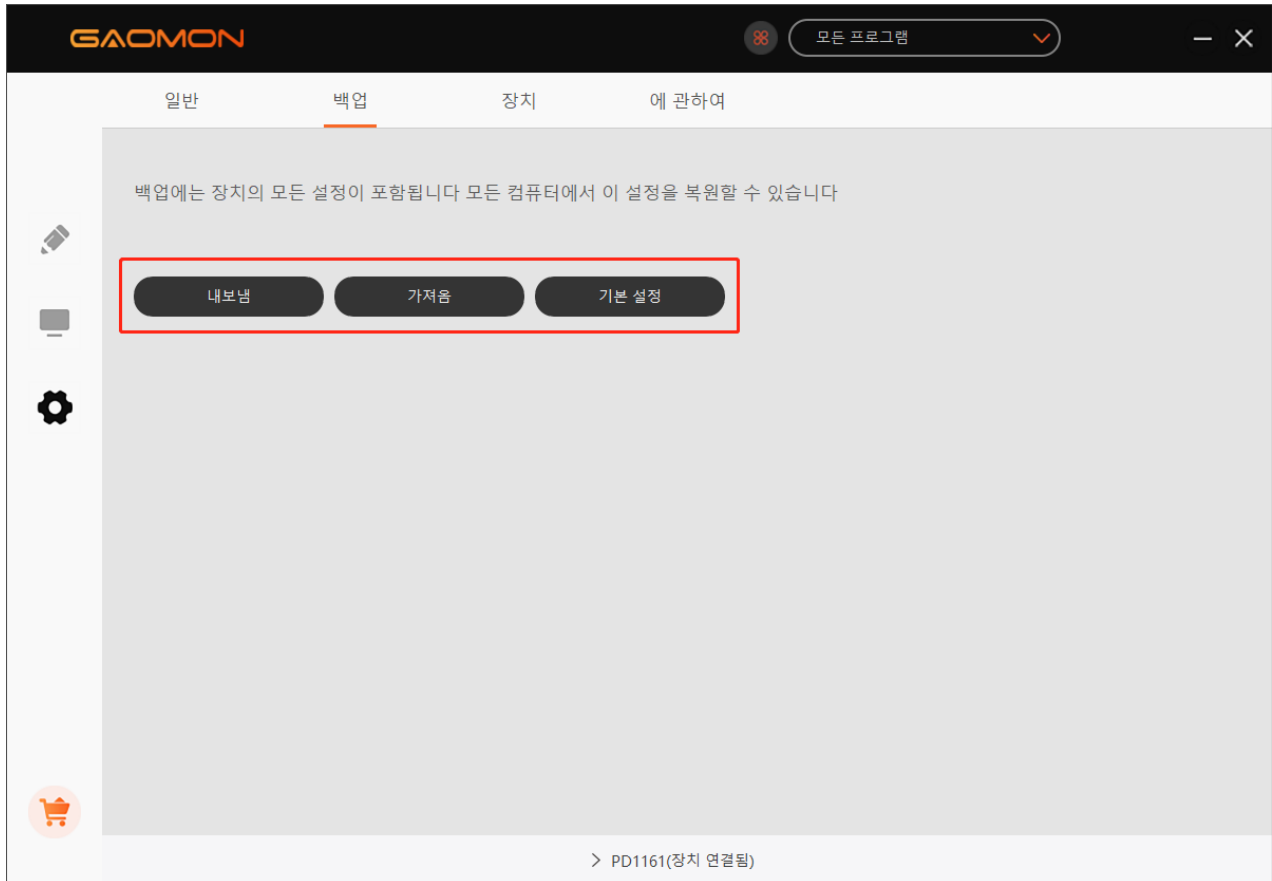 GAOMON
모든 프로그램
일반 백업 장치 에 관하여
백업에는 장치의 모든 설정이 포함됩니다 모든 컴퓨터에서 이 설정을 복원할 수 있습니다
내보냄 가져옴 기본 설정
PD1161(장치 연결됨)